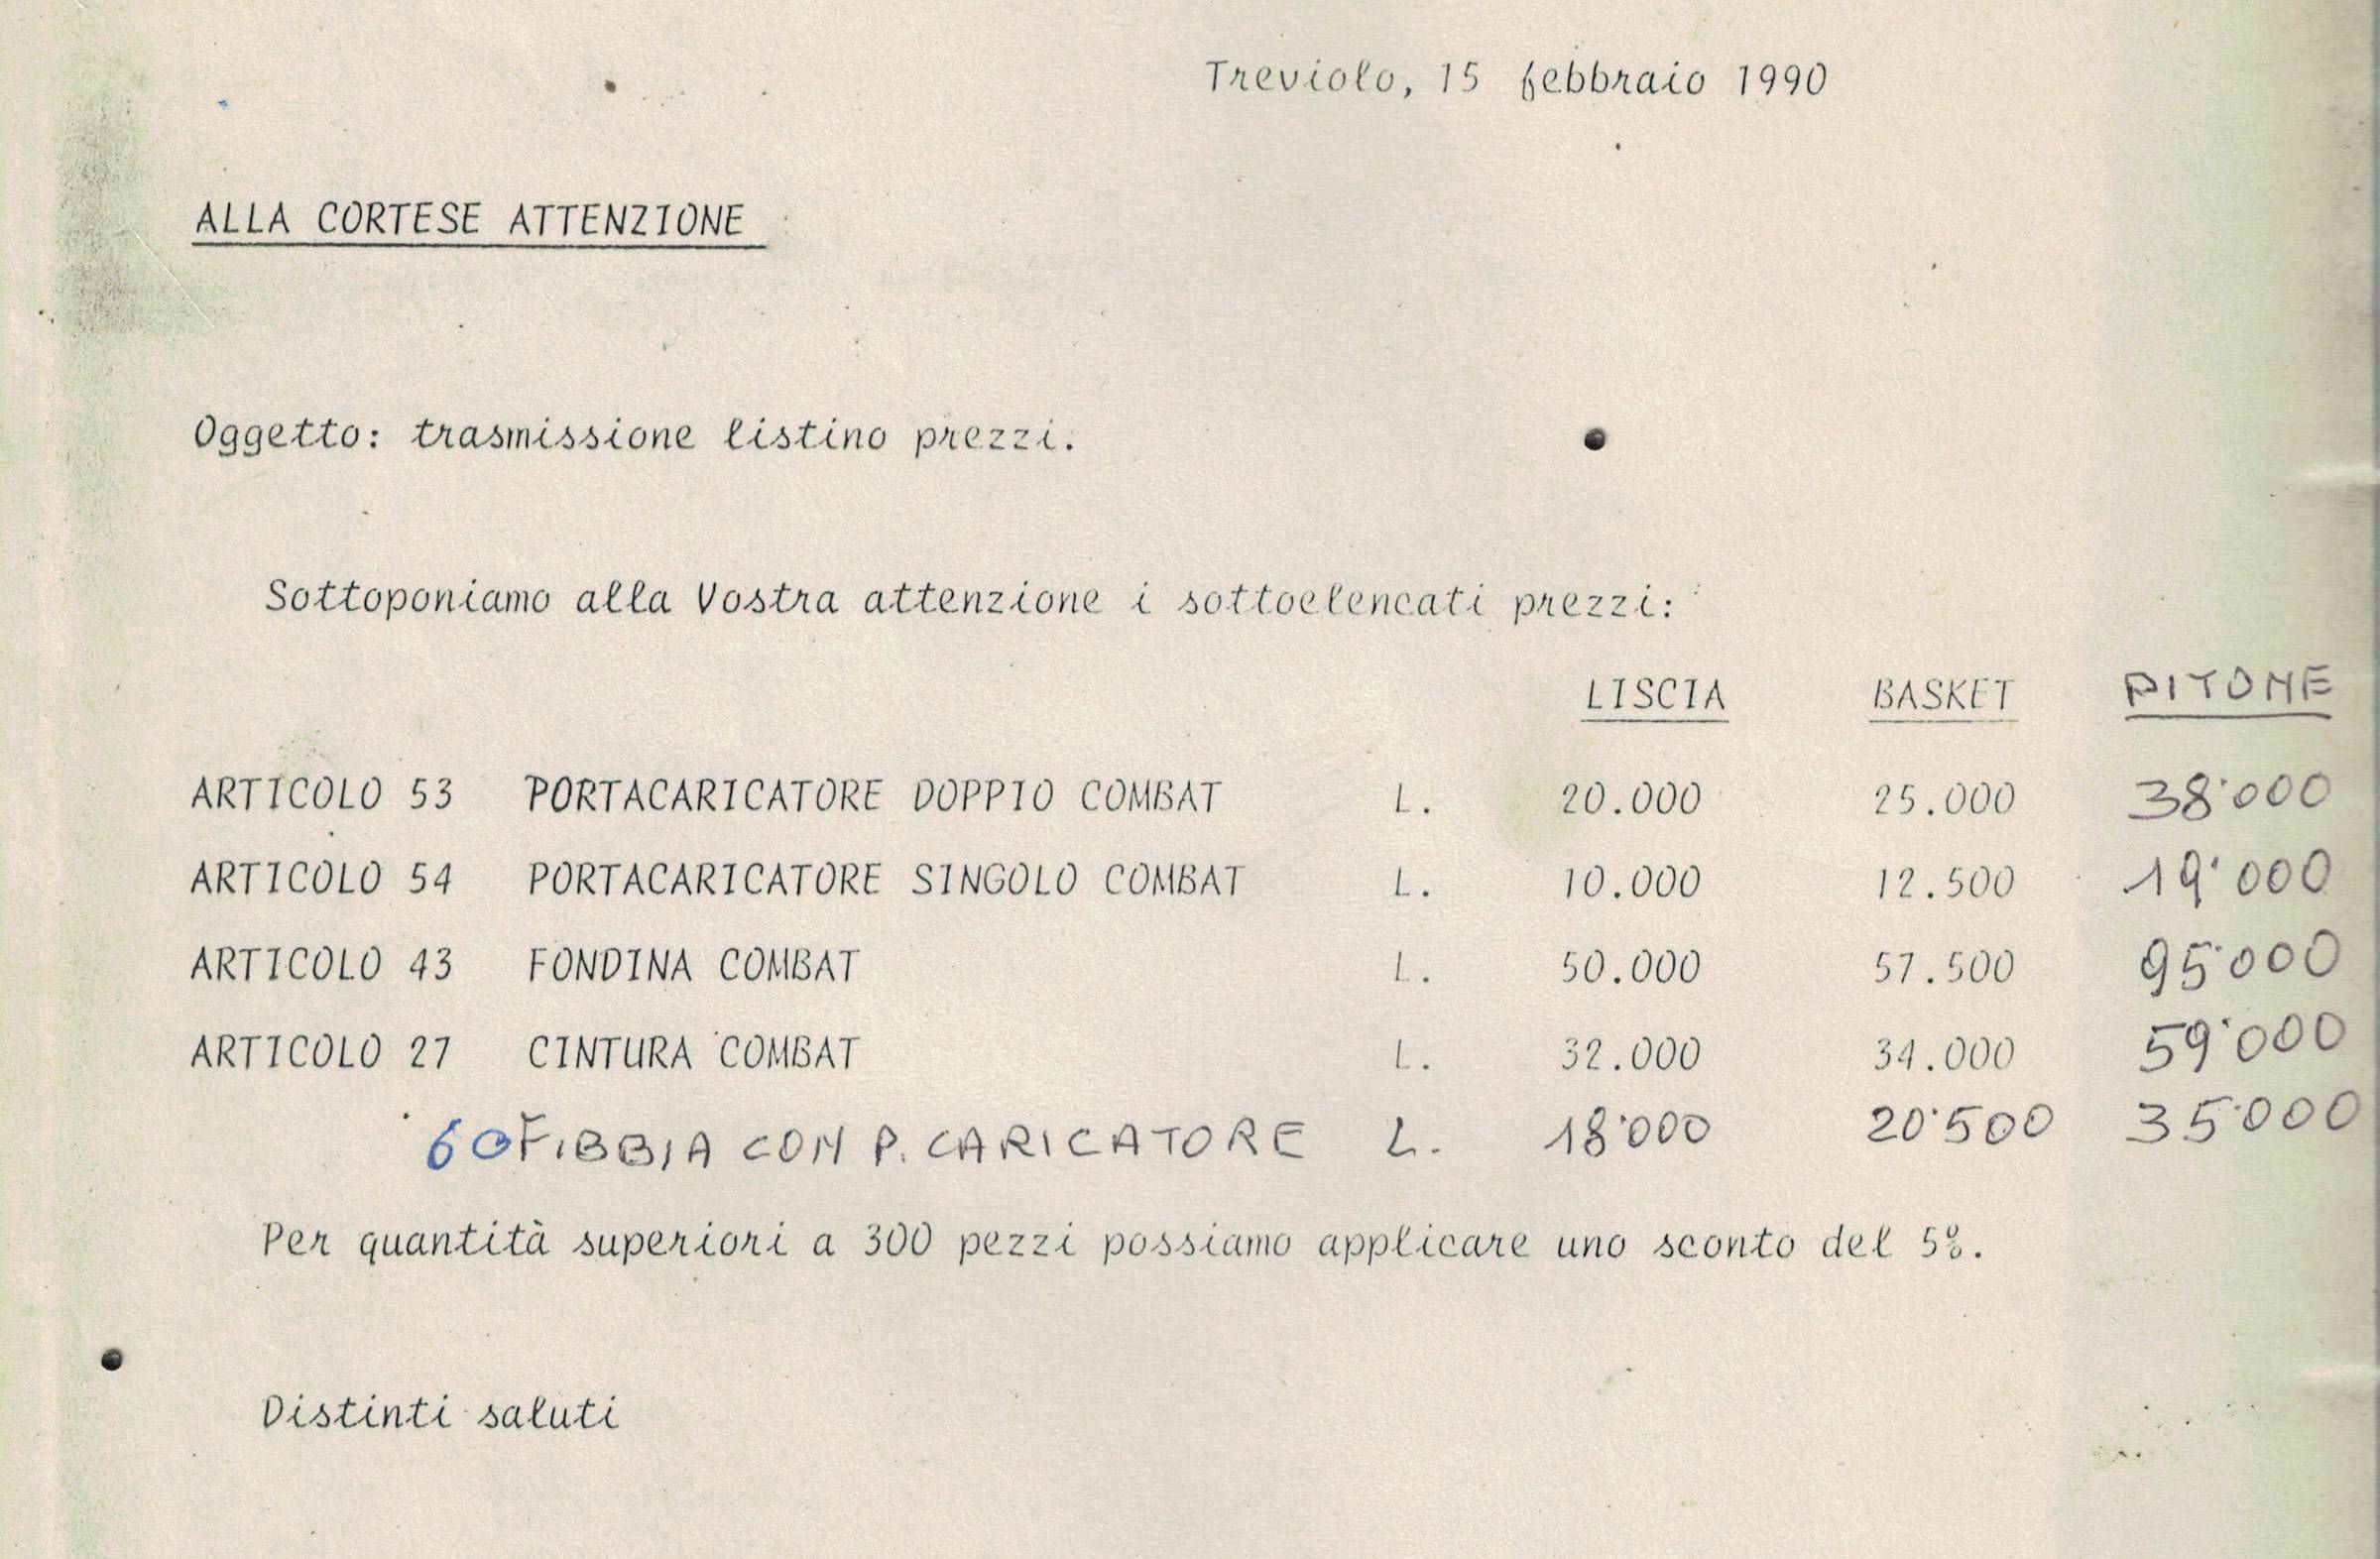 Treviolo, 15 febbraio 1990
ALLA CORTESE ATTENZIONE
Oggetto: trasmissione listino prezzi.
Sottoponiamo alla Vostra attenzione i sottoelencati prezzi:
LISCIA BASKET PITONE
ARTICOLO 53 PORTACARICATORE DOPPIO COMBAT L. 20.000 25.000 38'000
ARTICOLO 54 PORTACARICATORE SINGOLO COMBAT L. 10.000 12.500 19'000
ARTICOLO 43 FONDINA COMBAT L. 50.000 57.500 95'000
ARTICOLO 27 CINTURA COMBAT L. 32.000 34.000 59'000
60 FIBBIA CON P. CARICATORE L. 18'000 20'500 35'000
Per quantità superiori a 300 pezzi possiamo applicare uno sconto del 5%.
Distinti saluti